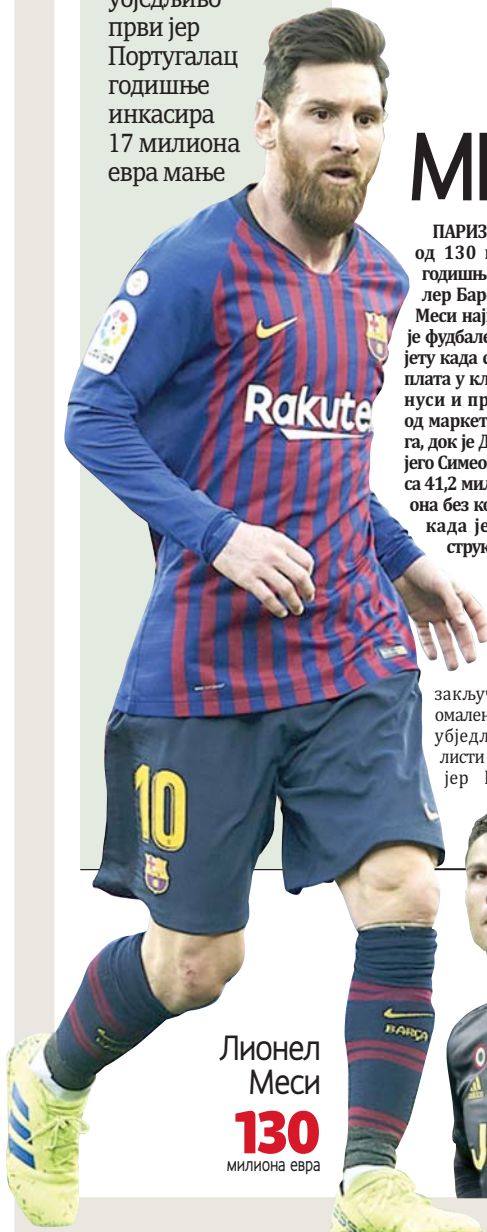 први јер
Португалац
годишње
инкасира
17 милиона
евра мање
ПАРИЗ
од 130
годишњ
лер Бар
Меси нај
је фудбале
јету када с
плата у кл
нуси и пр
од маркет
га, док је Д
јего Симео
са 41,2 мил
она без ко
када је
струк
закључ
омален
убједл
листи
јер
Rakute
10
BARÇA
Лионел
Меси
130
милиона евра